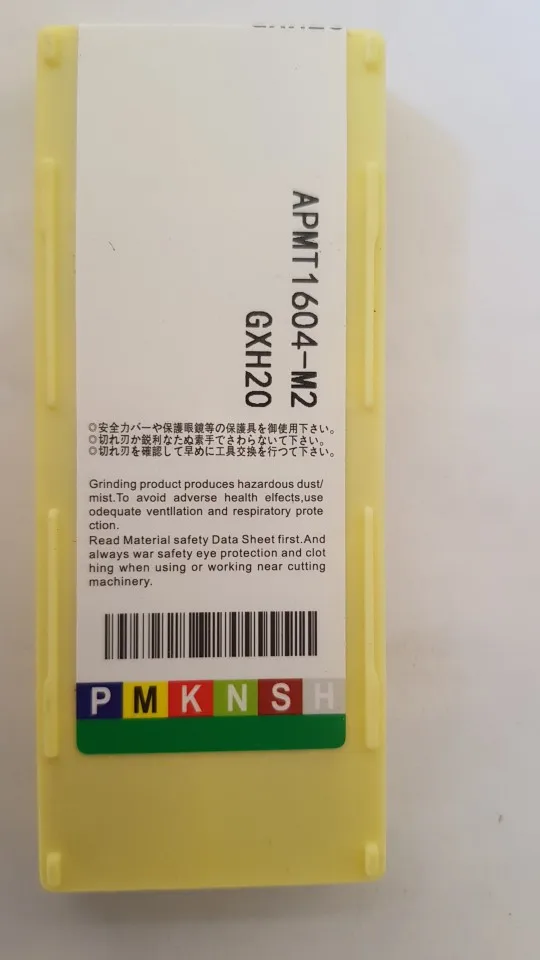 APMT1604-M2
GXH20
◎安全力バーや保護眼鏡等の保護具を御使用下さい。
◎切れ刃か鋭利なたぬ素手でさわらないて下さい。
◎切れ刃を確認して早めに工具交換を行つて下さい。
Grinding product produces hazardous dust/
mist.To avoid adverse health elfects,use
odequate ventllation and respiratory prote
ction.
Read Material safety Data Sheet first.And
always war safety eye protection and clot
hing when using or working near cutting
machinery.
P M K N S H